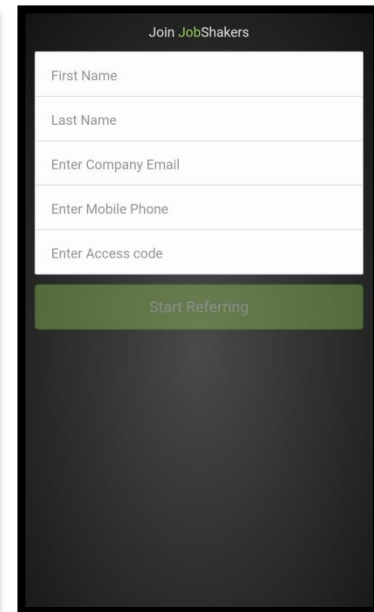 Join JobShakers
First Name
Last Name
Enter Company Email
Enter Mobile Phone
Enter Access code
Start Referring